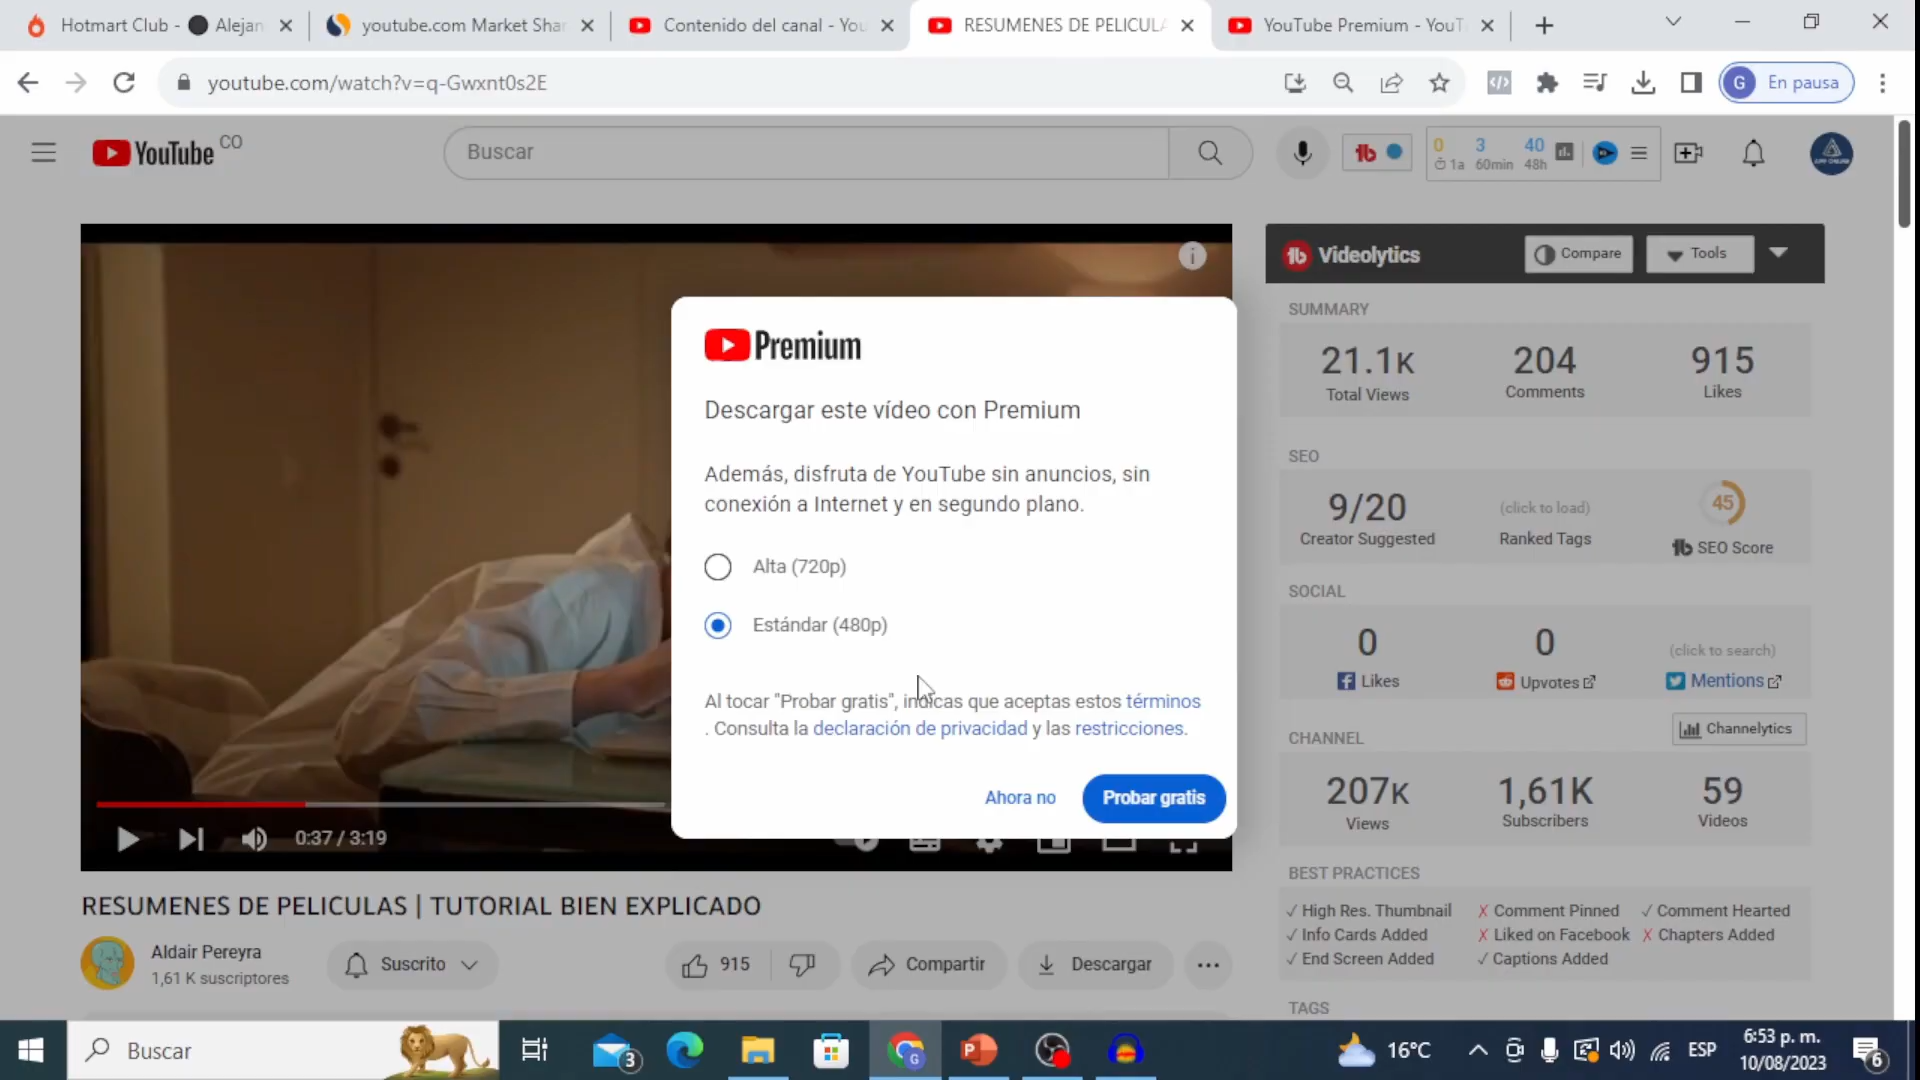 Hotmart Club - Alejan
youtube.com Market Shar
Contenido del canal - You
RESUMENES DE PELICULA
YouTube Premium - YouT
youtube.com/watch?v=q-Gwxnt0s2E
G En pausa
YouTube CO
Buscar
0 3 40
1a 60min 48h
Videolytics
Compare
Tools
Premium
Descargar este vídeo con Premium
Además, disfruta de YouTube sin anuncios, sin
conexión a Internet y en segundo plano.
Alta (720p)
Estándar (480p)
Al tocar "Probar gratis", indicas que aceptas estos términos
. Consulta la declaración de privacidad y las restricciones.
Ahora no
Probar gratis
0:37 / 3:19
SUMMARY
21.1K 204 915
Total Views Comments Likes
SEO
9/20 (click to load) 45
Creator Suggested Ranked Tags SEO Score
SOCIAL
0 0 (click to search)
Likes Upvotes Mentions
CHANNEL
Channelytics
207K 1,61K 59
Views Subscribers Videos
BEST PRACTICES
✓ High Res. Thumbnail ✗ Comment Pinned ✓ Comment Hearted
✓ Info Cards Added ✗ Liked on Facebook ✗ Chapters Added
✓ End Screen Added ✓ Captions Added
TAGS
RESUMENES DE PELICULAS | TUTORIAL BIEN EXPLICADO
Aldair Pereyra
1,61 K suscriptores
Suscrito
915
Compartir
Descargar
Buscar
3
G
P
16°C
ESP
6:53 p. m.
10/08/2023
6